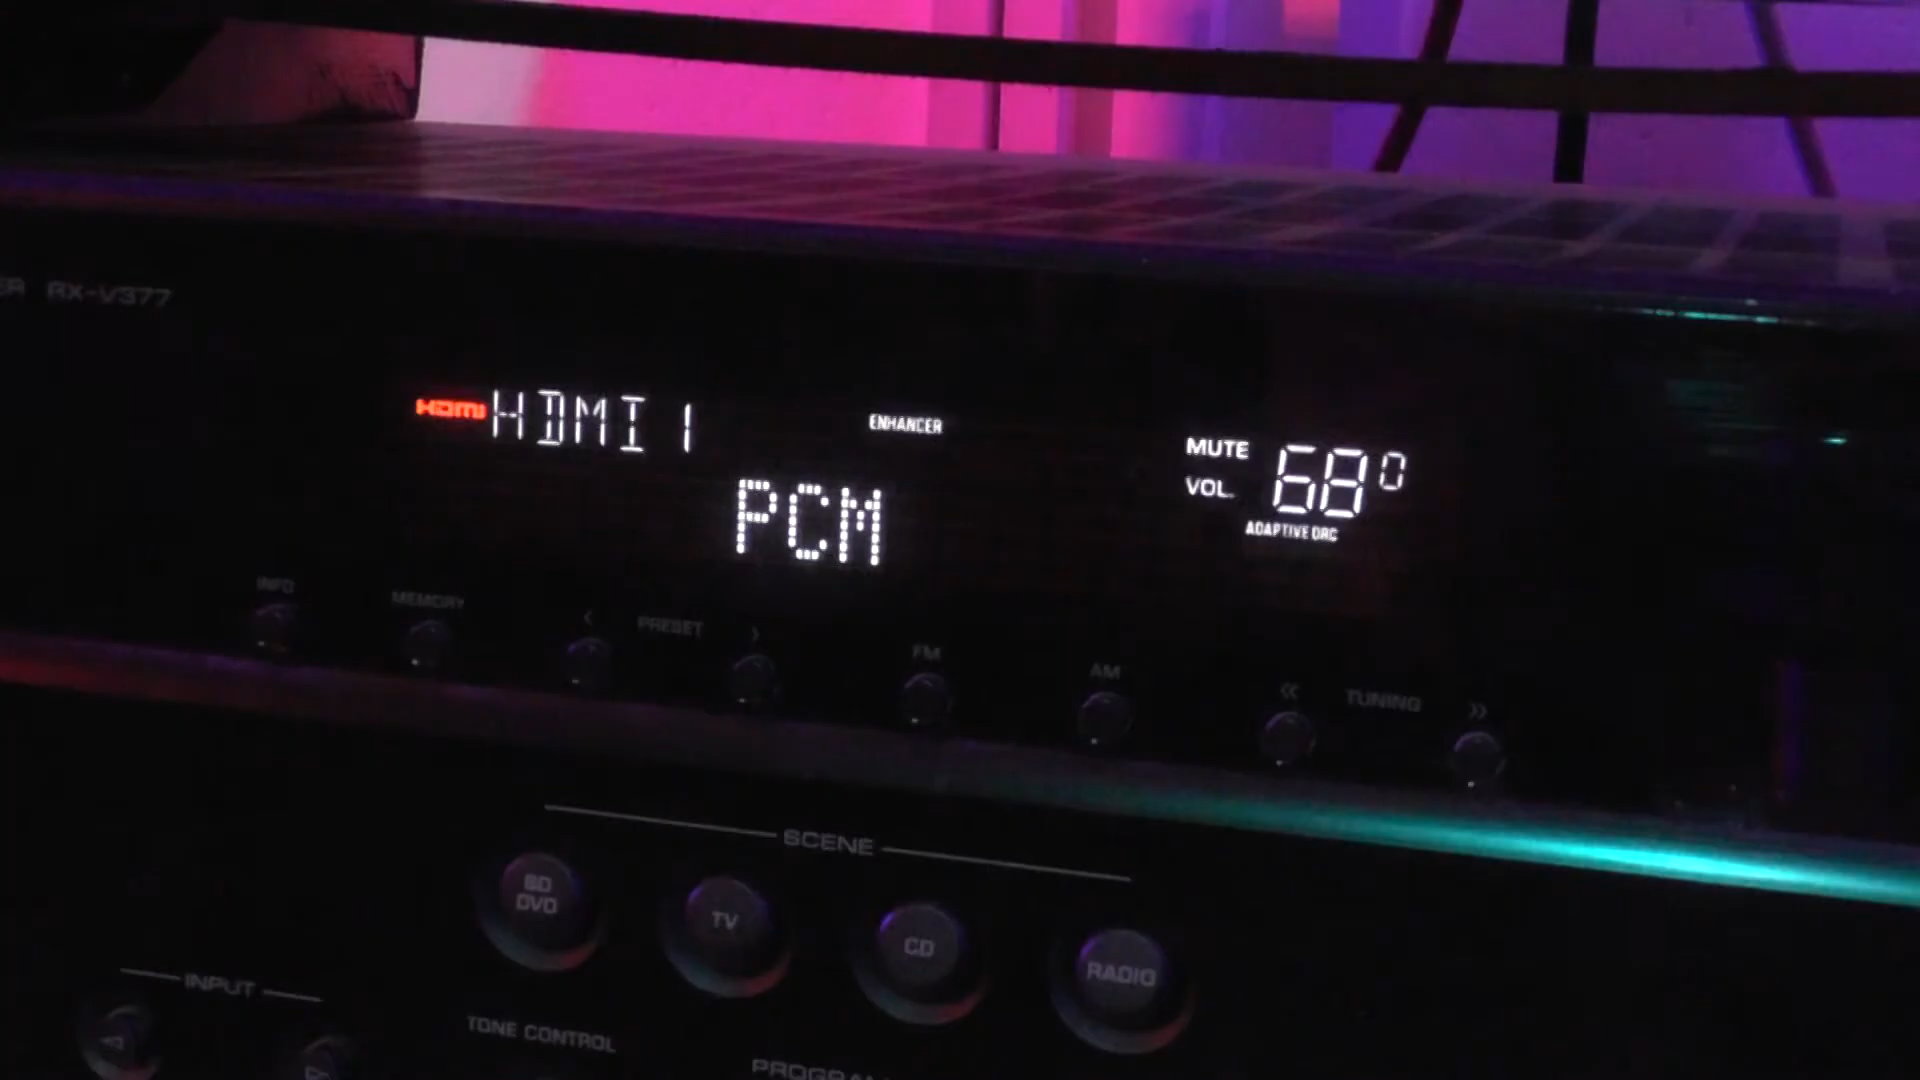 RX-V377
HDMI HDMI 1
ENHANCER
MUTE
VOL. 68 0
PCM
ADAPTIVE DRC
INFO
MEMORY
< PRESET >
FM
AM
<< TUNING >>
SCENE
BD
DVD
TV
CD
RADIO
INPUT
TONE CONTROL